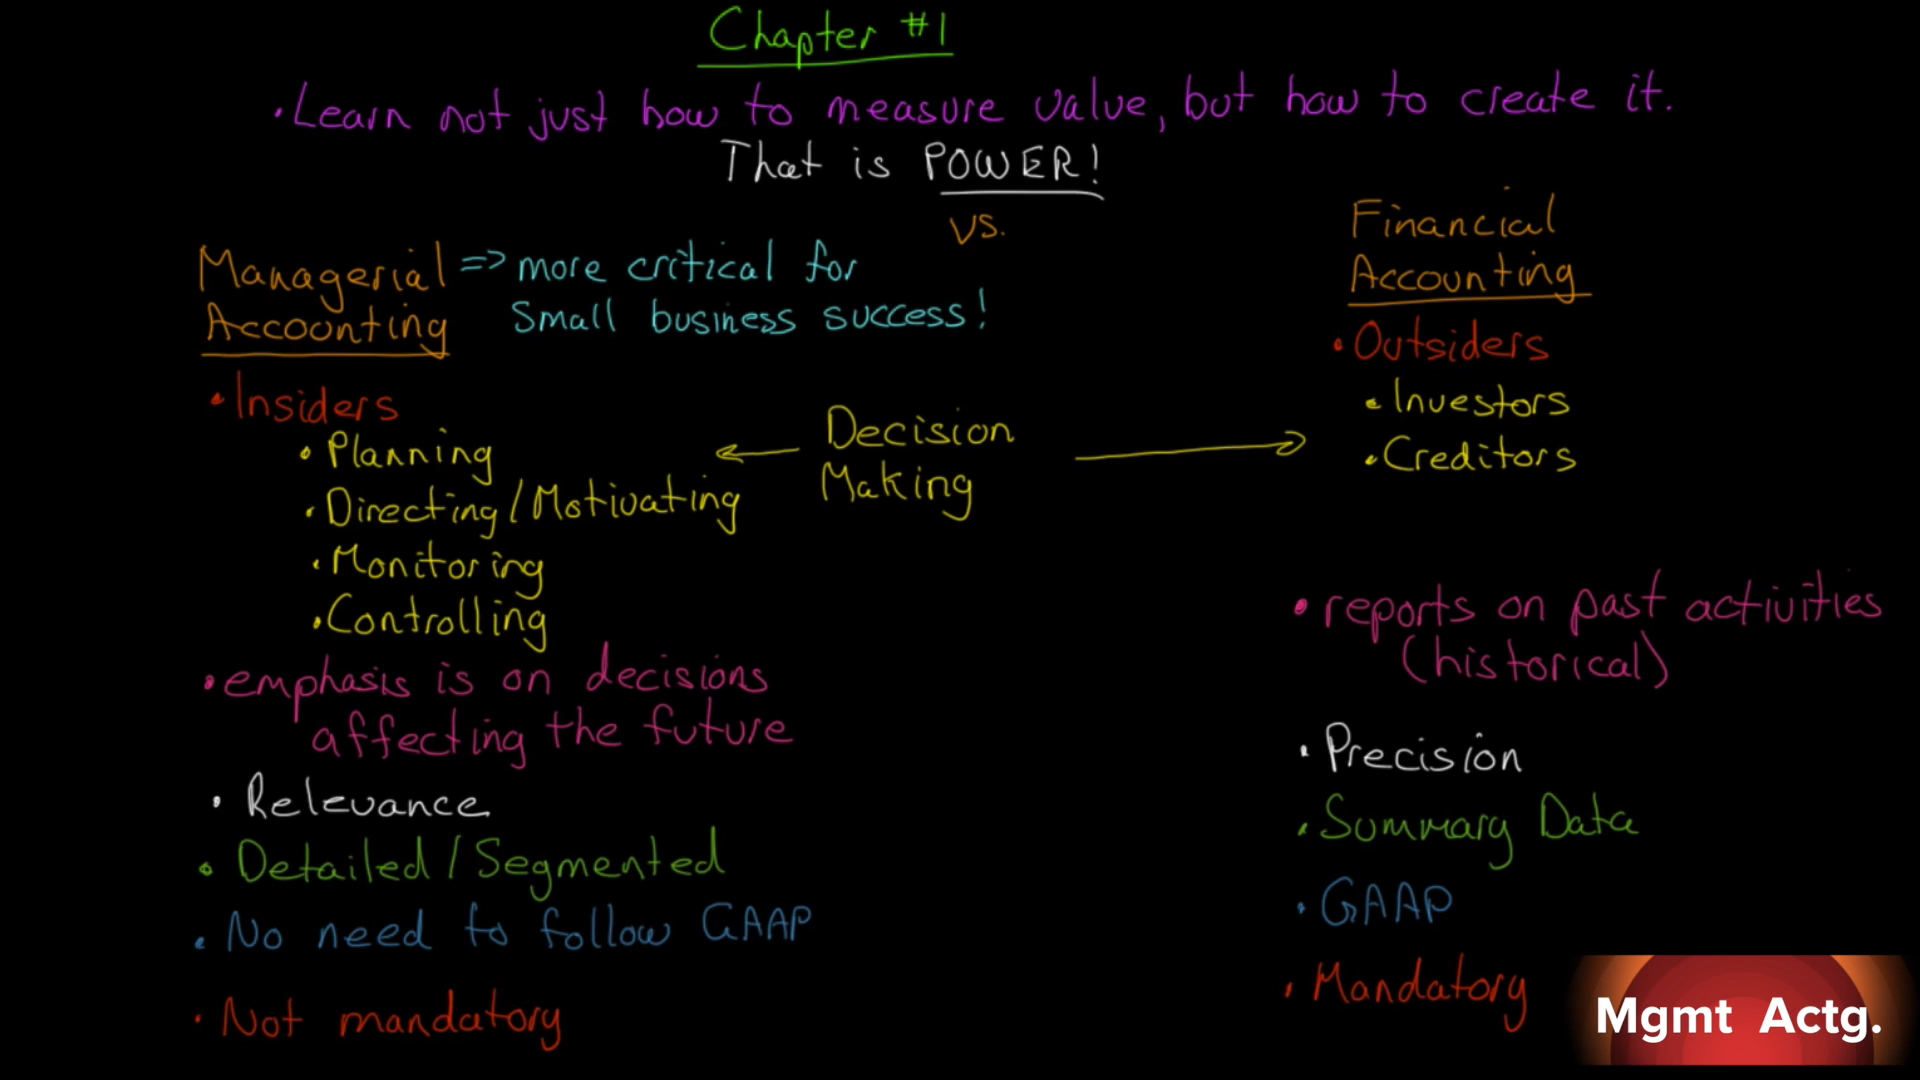 Chapter #1
• Learn not just how to measure value, but how to create it.
That is POWER!
vs.
Managerial => more critical for
Accounting small business success!
• Insiders
• Planning
• Directing/Motivating
• Monitoring
• Controlling
• emphasis is on decisions
affecting the future
• Relevance
• Detailed/Segmented
• No need to follow GAAP
• Not mandatory
Decision
Making
Financial
Accounting
• Outsiders
• Investors
• Creditors
• reports on past activities
(historical)
• Precision
• Summary Data
• GAAP
• Mandatory
Mgmt Actg.